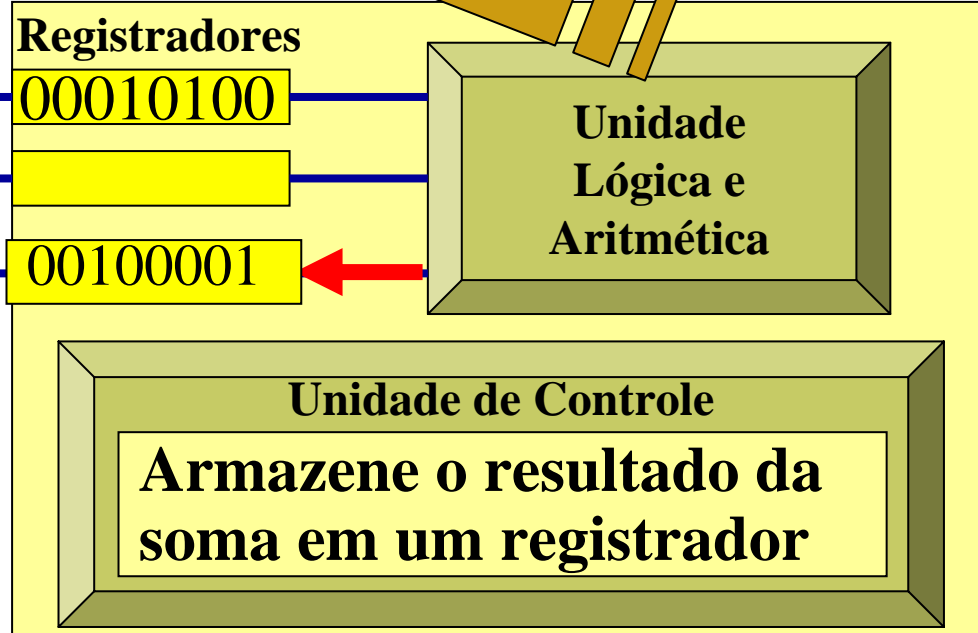 Registradores
00010100
00100001
Unidade
Lógica e
Aritmética
Unidade de Controle
Armazene o resultado da
soma em um registrador